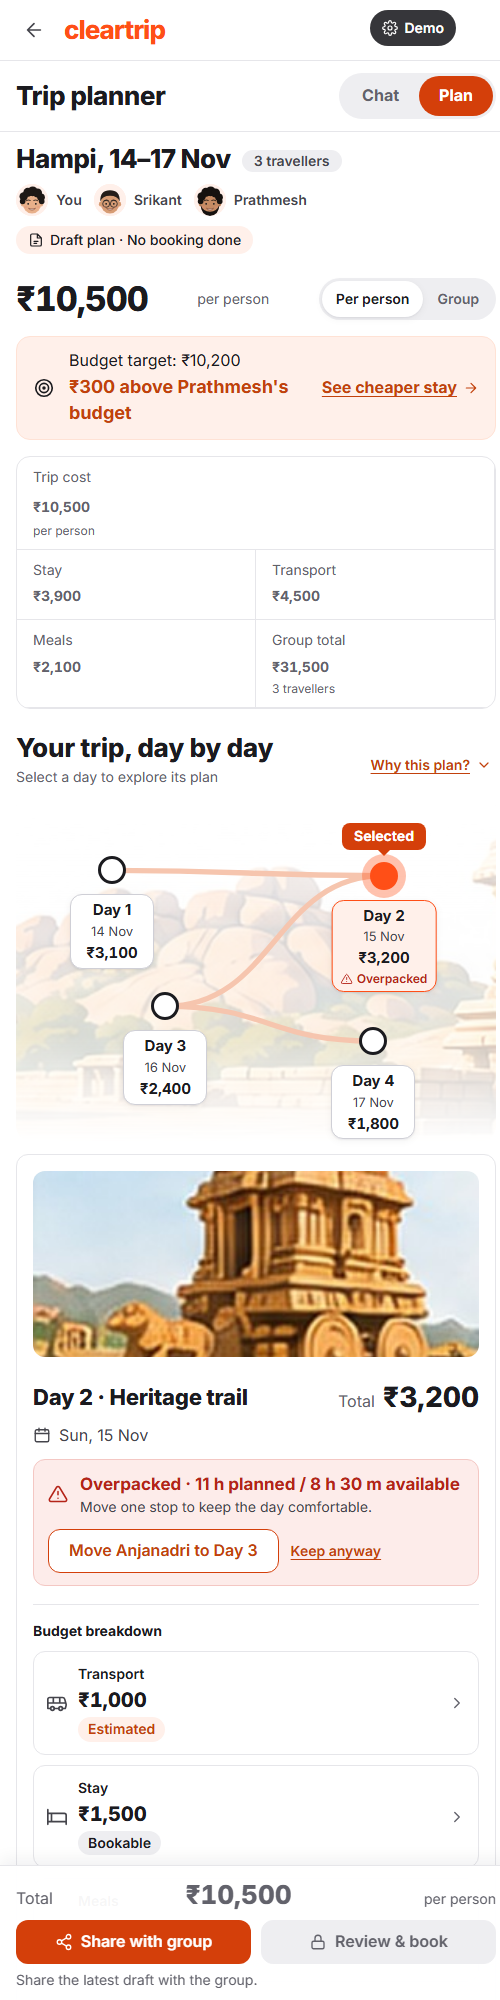 cleartrip
Demo
Trip planner
Chat
Plan
Hampi, 14–17 Nov
3 travellers
You
Srikant
Prathmesh
Draft plan · No booking done
₹10,500
per person
Per person
Group
Budget target: ₹10,200
₹300 above Prathmesh's
budget
See cheaper stay
Trip cost
₹10,500
per person
Stay
₹3,900
Transport
₹4,500
Meals
₹2,100
Group total
₹31,500
3 travellers
Your trip, day by day
Select a day to explore its plan
Why this plan?
Selected
Day 1
14 Nov
₹3,100
Day 2
15 Nov
₹3,200
Overpacked
Day 3
16 Nov
₹2,400
Day 4
17 Nov
₹1,800
Day 2 · Heritage trail
Total ₹3,200
Sun, 15 Nov
Overpacked · 11 h planned / 8 h 30 m available
Move one stop to keep the day comfortable.
Move Anjanadri to Day 3
Keep anyway
Budget breakdown
Transport
₹1,000
Estimated
Stay
₹1,500
Bookable
Meals
Total
₹10,500
per person
Share with group
Review & book
Share the latest draft with the group.